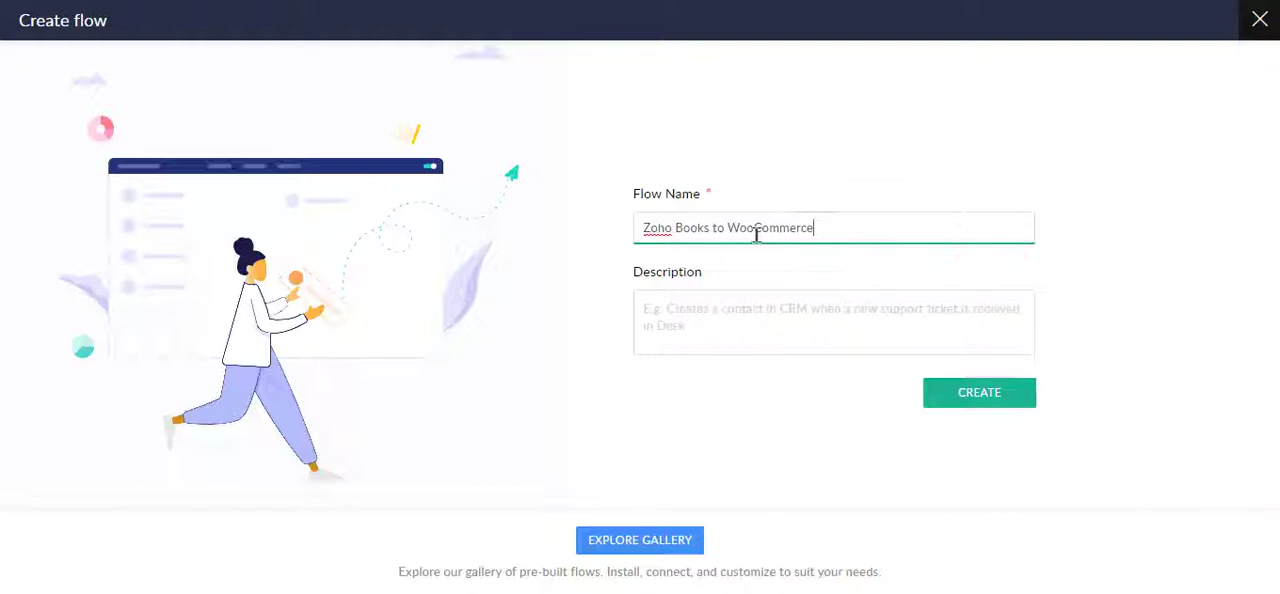 Create flow
Flow Name *
Zoho Books to WooCommerce
Description
E.g. Creates a contact in CRM when a new support ticket is received
in Desk
CREATE
EXPLORE GALLERY
Explore our gallery of pre-built flows. Install, connect, and customize to suit your needs.